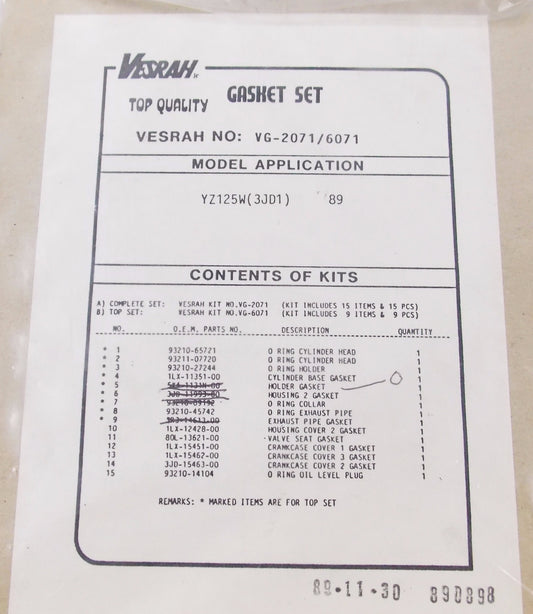 VESRAH
GASKET SET
TOP QUALITY
VESRAH NO: VG-2071/6071
MODEL APPLICATION
YZ125W(3JD1) 89
CONTENTS OF KITS
A) COMPLETE SET: VESRAH KIT NO.VG-2071 (KIT INCLUDES 15 ITEMS & 15 PCS)
B) TOP SET: VESRAH KIT NO.VG-6071 (KIT INCLUDES 9 ITEMS & 9 PCS)
NO. O.E.M. PARTS NO. DESCRIPTION QUANTITY
* 1 93210-65721 O RING CYLINDER HEAD 1
* 2 93211-07720 O RING CYLINDER HEAD 1
* 3 93210-27244 O RING HOLDER 1
* 4 1LX-11351-00 CYLINDER BASE GASKET 1
* 5 HOLDER GASKET 1
* 6 HOUSING 2 GASKET 1
* 7 O RING COLLAR 1
* 8 93210-45742 O RING EXHAUST PIPE 1
* 9 EXHAUST PIPE GASKET 1
10 1LX-12428-00 HOUSING COVER 2 GASKET 1
11 80L-13621-00 VALVE SEAT GASKET 1
12 1LX-15451-00 CRANKCASE COVER 1 GASKET 1
13 1LX-15462-00 CRANKCASE COVER 3 GASKET 1
14 3JD-15463-00 CRANKCASE COVER 2 GASKET 1
15 93210-14104 O RING OIL LEVEL PLUG 1
REMARKS: * MARKED ITEMS ARE FOR TOP SET
89.11.30 890898